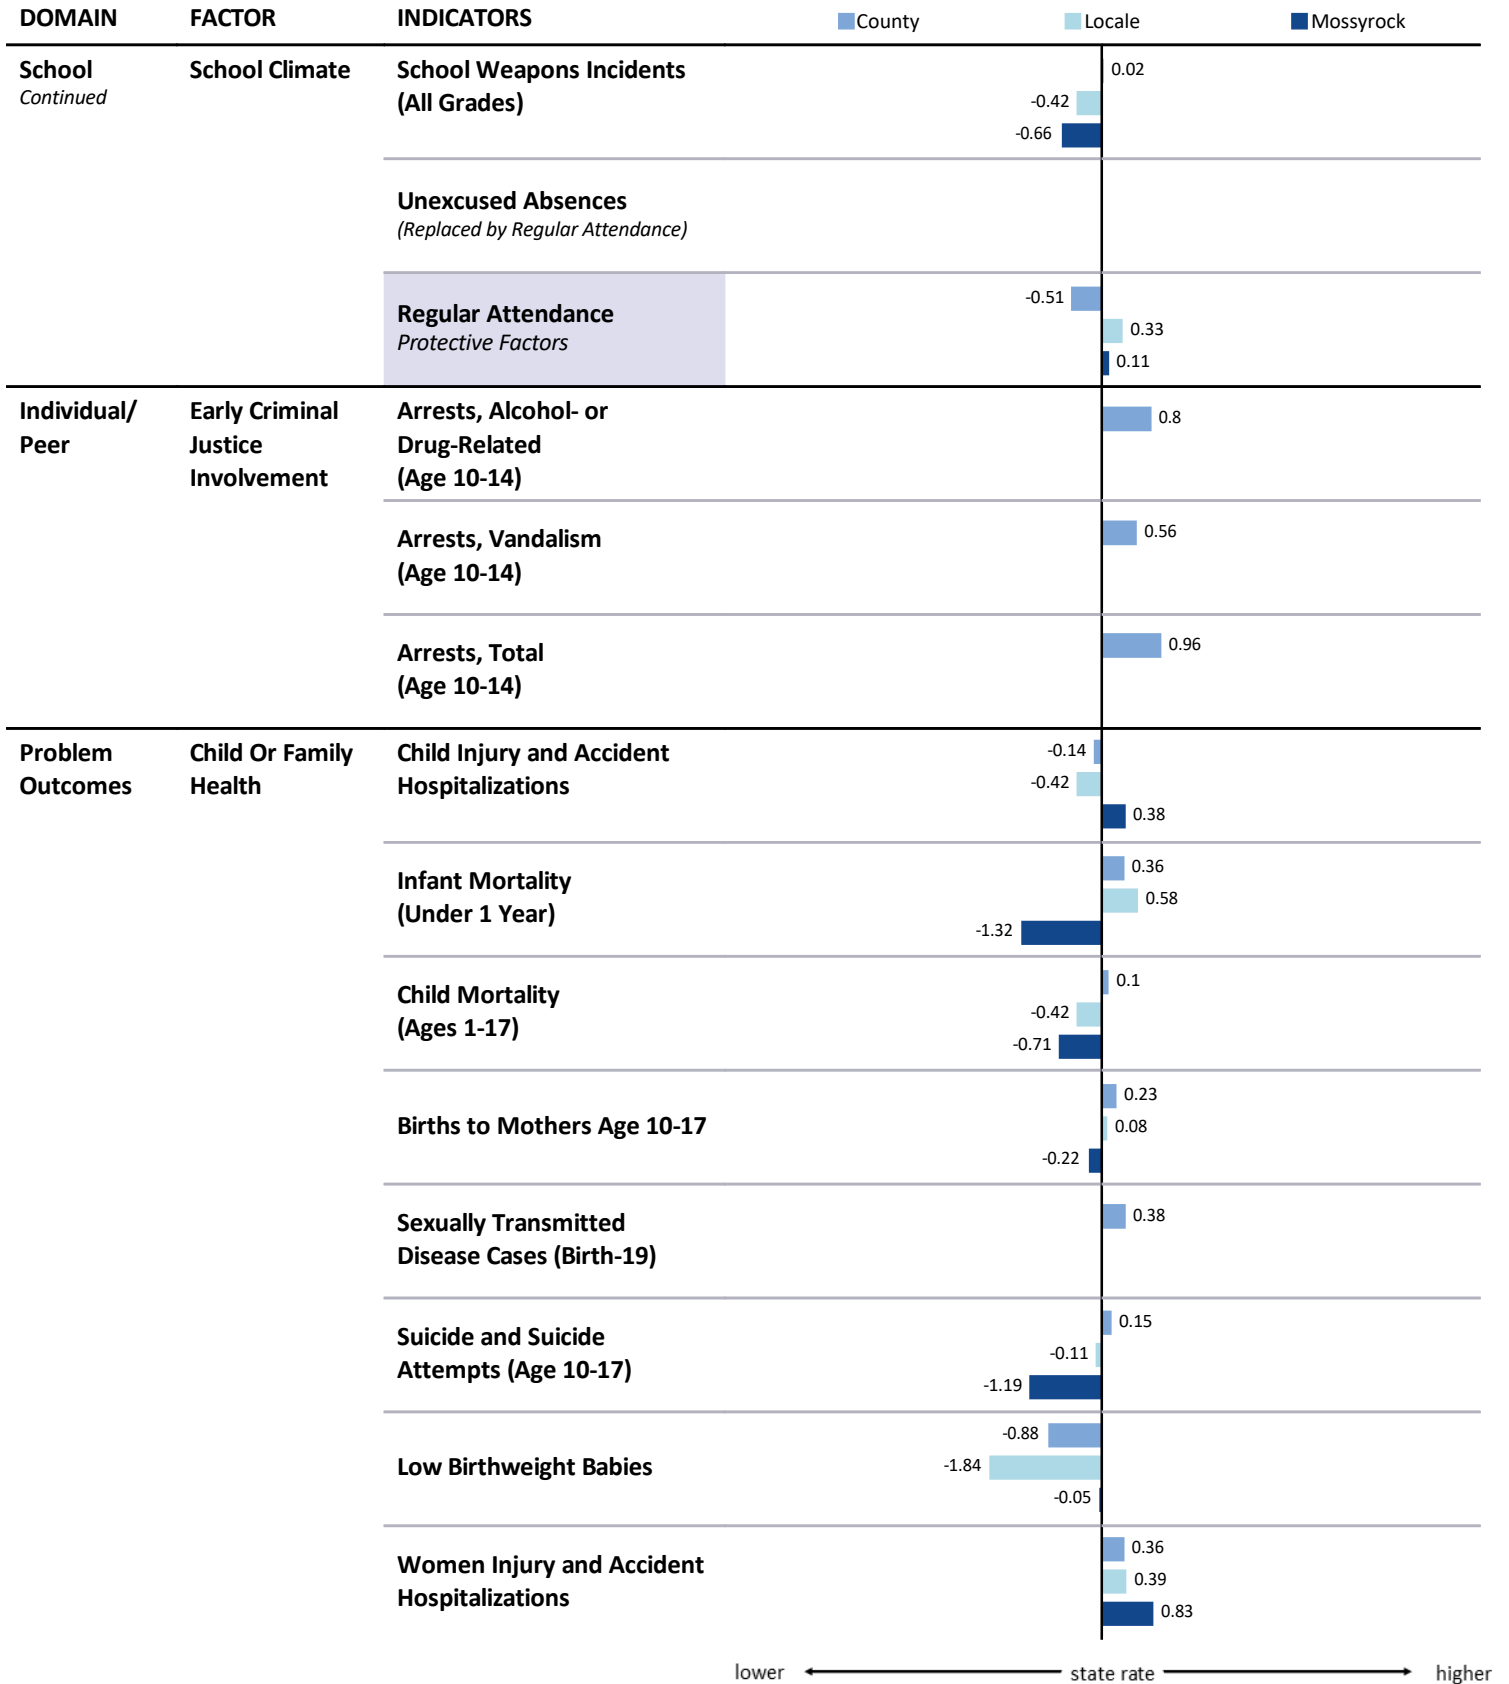 DOMAIN FACTOR INDICATORS County Locale Mossyrock
School School Climate School Weapons Incidents
Continued
(All Grades)
0.02
-0.42
-0.66
Unexcused Absences
(Replaced by Regular Attendance)
Regular Attendance
Protective Factors
-0.51
0.33
0.11
Individual/ Early Criminal Arrests, Alcohol- or
Peer Justice Drug-Related
Involvement (Age 10-14)
0.8
Arrests, Vandalism
(Age 10-14)
0.56
Arrests, Total
(Age 10-14)
0.96
Problem Child Or Family Child Injury and Accident
Outcomes Health Hospitalizations
-0.14
-0.42
0.38
Infant Mortality
(Under 1 Year)
0.36
0.58
-1.32
Child Mortality
(Ages 1-17)
0.1
-0.42
-0.71
Births to Mothers Age 10-17
0.23
0.08
-0.22
Sexually Transmitted
Disease Cases (Birth-19)
0.38
Suicide and Suicide
Attempts (Age 10-17)
0.15
-0.11
-1.19
Low Birthweight Babies
-0.88
-1.84
-0.05
Women Injury and Accident
Hospitalizations
0.36
0.39
0.83
lower state rate higher